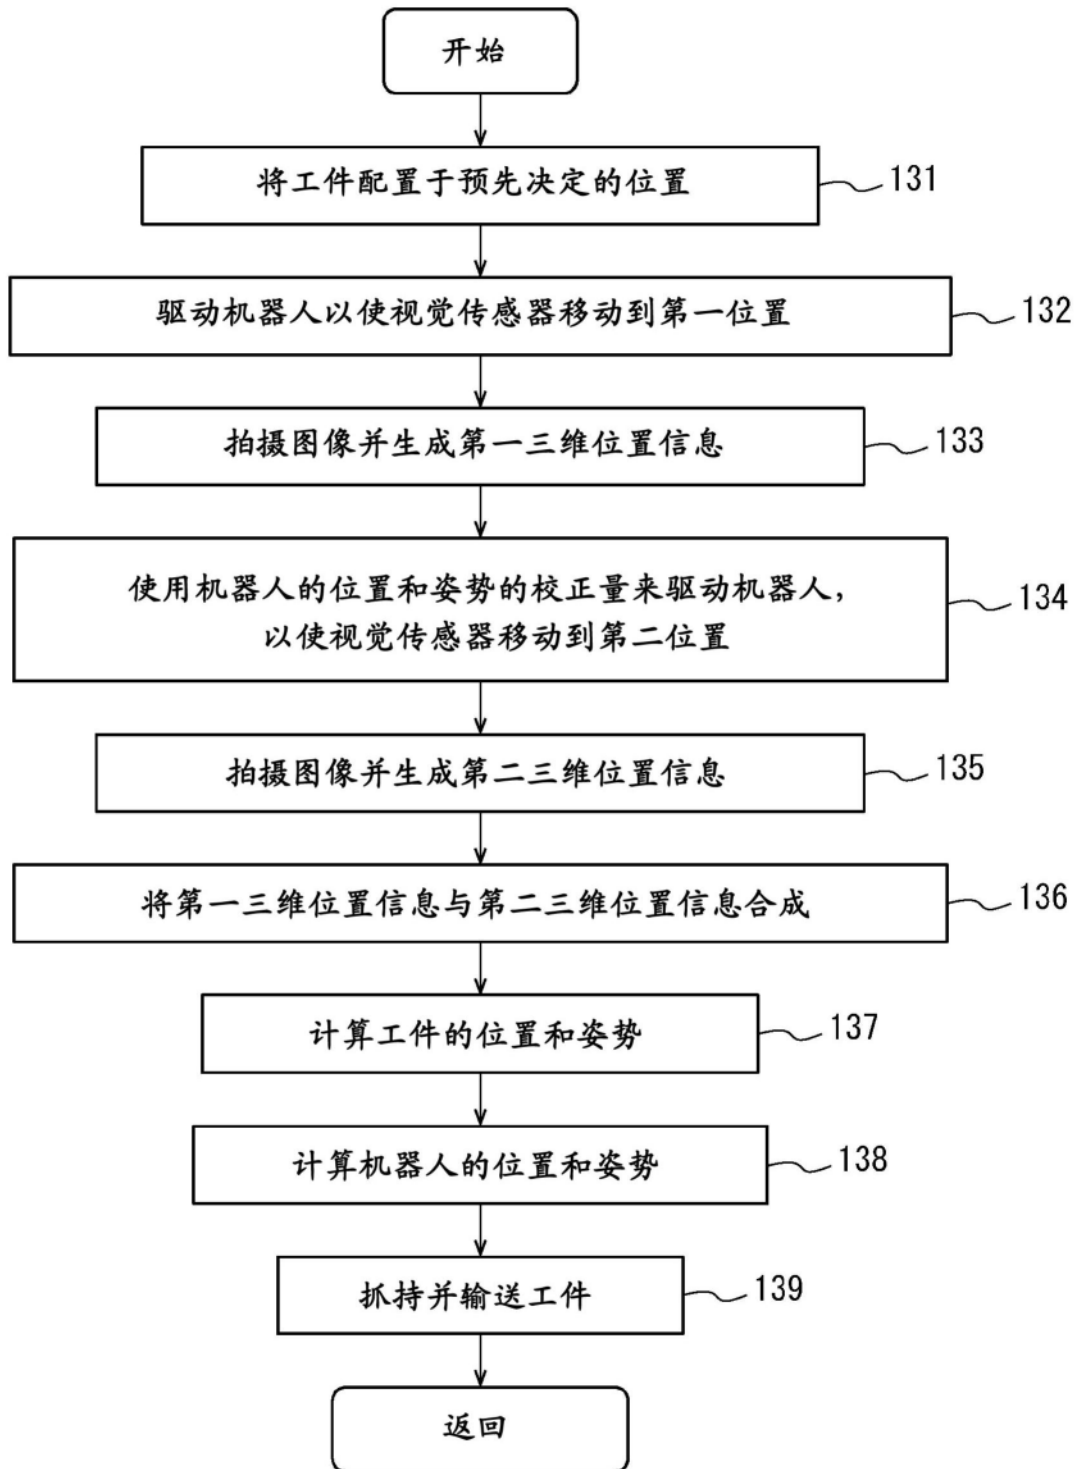 开始
将工件配置于预先决定的位置
131
驱动机器人以使视觉传感器移动到第一位置
132
拍摄图像并生成第一三维位置信息
133
使用机器人的位置和姿势的校正量来驱动机器人，
以使视觉传感器移动到第二位置
134
拍摄图像并生成第二三维位置信息
135
将第一三维位置信息与第二三维位置信息合成
136
计算工件的位置和姿势
137
计算机器人的位置和姿势
138
抓持并输送工件
139
返回